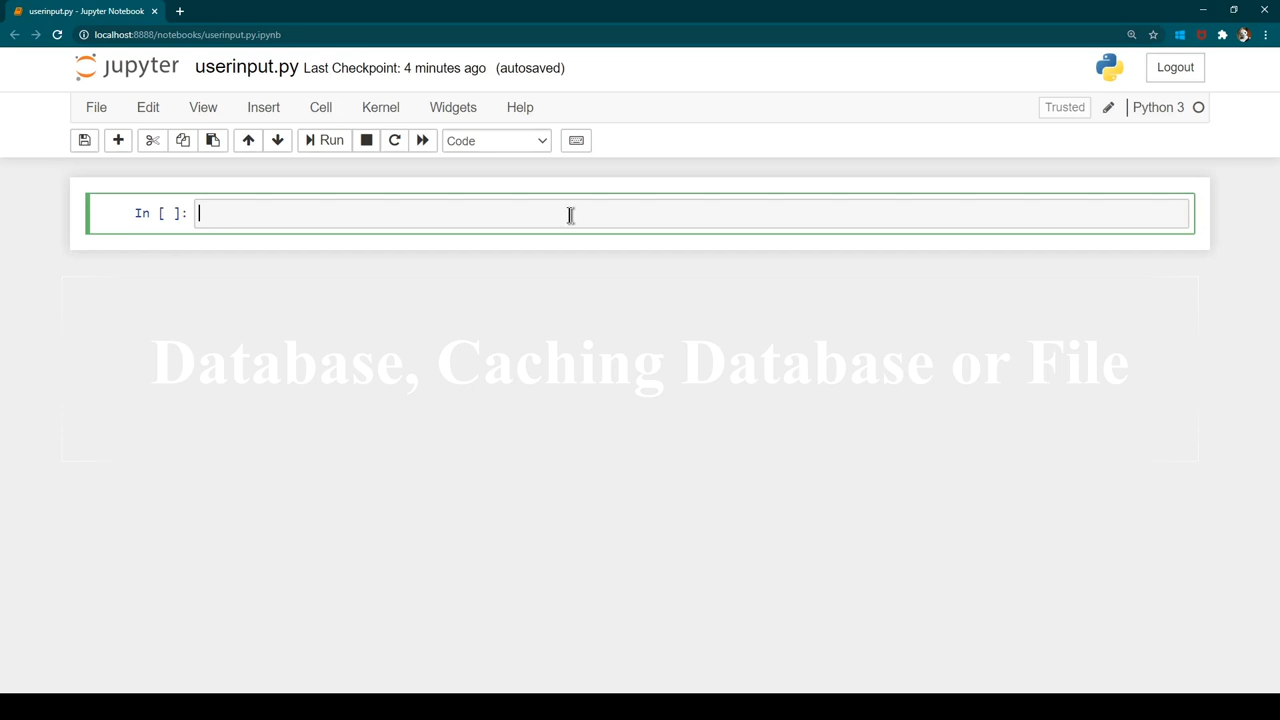 userinput.py - Jupyter Notebook
localhost:8888/notebooks/userinput.py.ipynb
jupyter userinput.py Last Checkpoint: 4 minutes ago (autosaved) Logout
File Edit View Insert Cell Kernel Widgets Help Trusted Python 3
Run Code
In [ ]:
Database, Caching Database or File